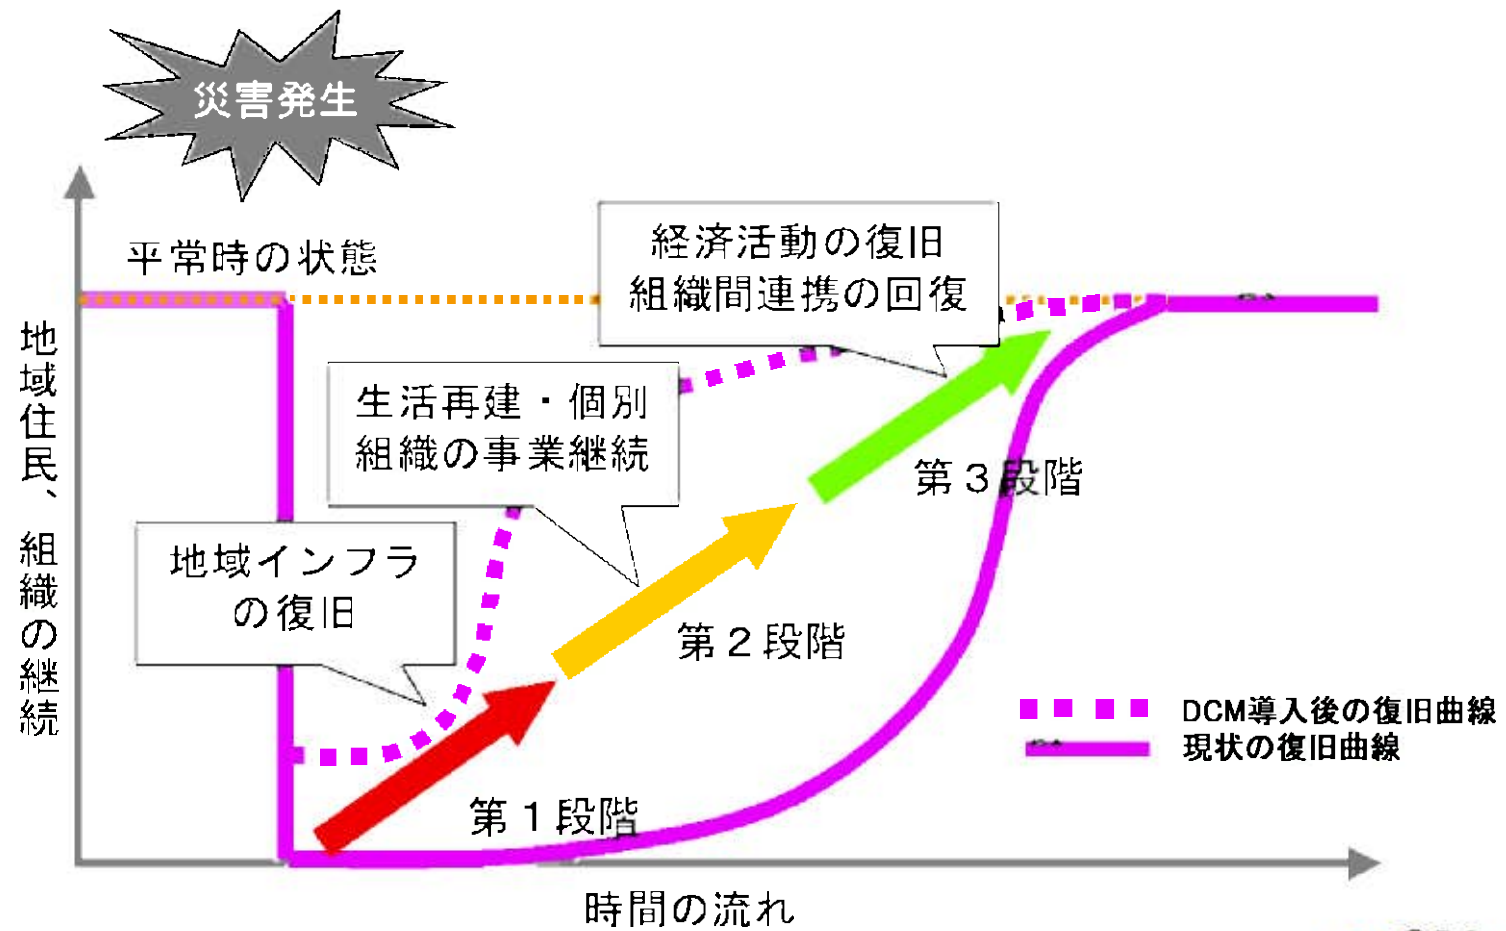 災害発生
平常時の状態
経済活動の復旧
組織間連携の回復
生活再建・個別
組織の事業継続
地域インフラ
の復旧
地域住民、組織の継続
第３段階
第２段階
第１段階
DCM導入後の復旧曲線
現状の復旧曲線
時間の流れ